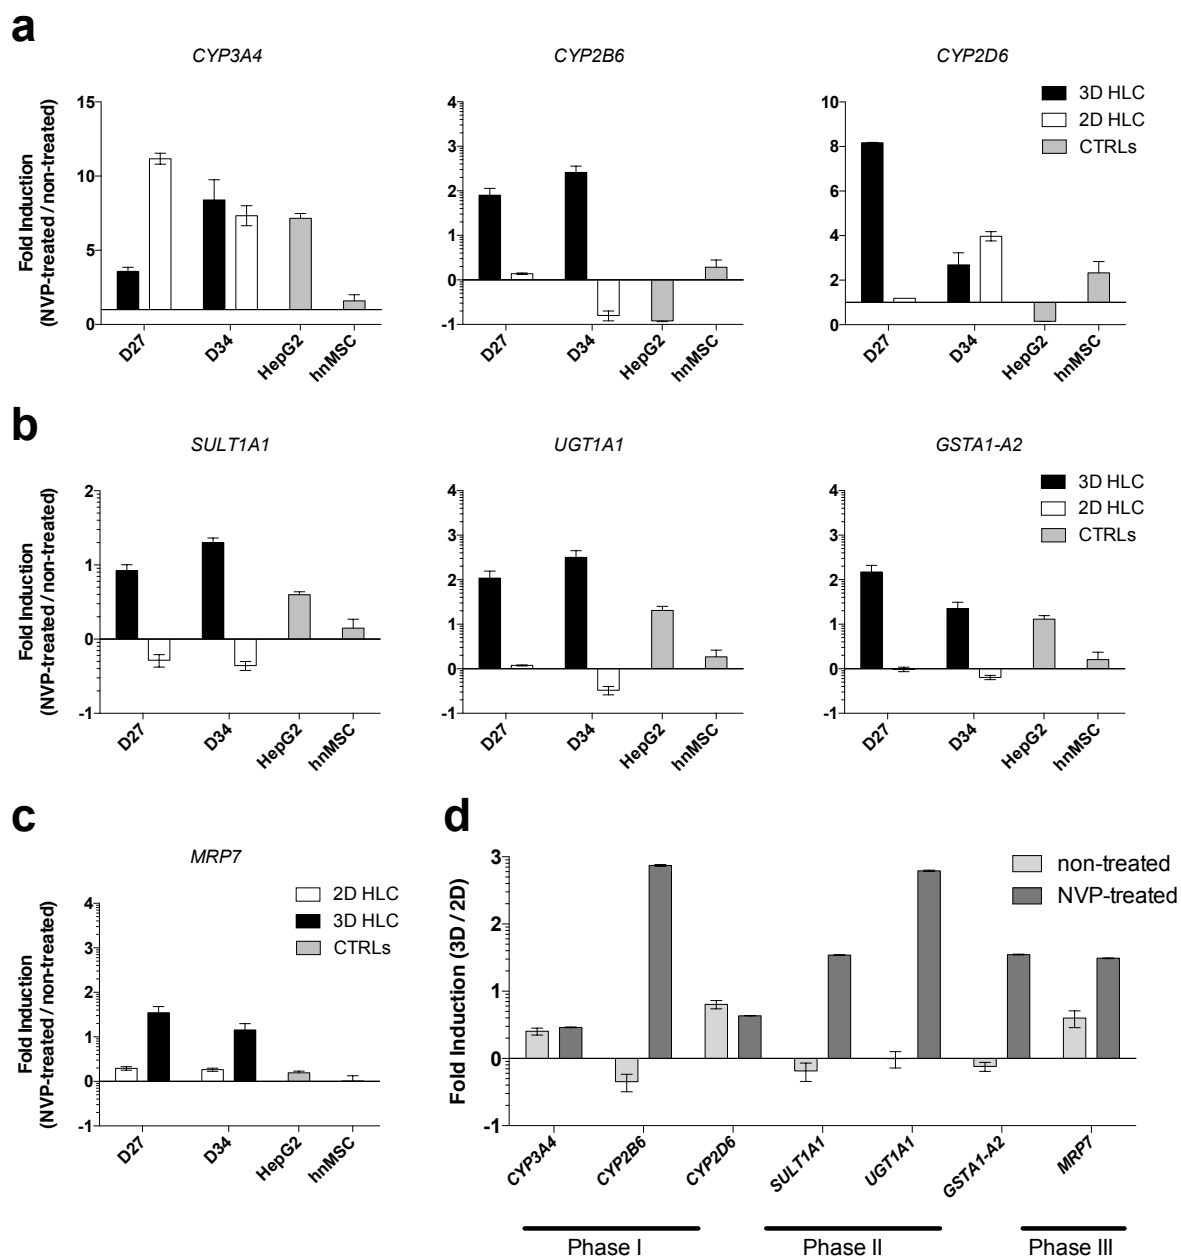 a
CYP3A4
CYP2B6
CYP2D6
Fold Induction
(NVP-treated / non-treated)
15
10
5
0
D27
D34
HepG2
hnMSC
4
3
2
1
0
-1
D27
D34
HepG2
hnMSC
10
8
6
4
2
0
D27
D34
HepG2
hnMSC
3D HLC
2D HLC
CTRLs
b
SULT1A1
UGT1A1
GSTA1-A2
Fold Induction
(NVP-treated / non-treated)
2
1
0
-1
D27
D34
HepG2
hnMSC
4
3
2
1
0
-1
D27
D34
HepG2
hnMSC
4
3
2
1
0
-1
D27
D34
HepG2
hnMSC
3D HLC
2D HLC
CTRLs
c
MRP7
Fold Induction
(NVP-treated / non-treated)
4
3
2
1
0
-1
D27
D34
HepG2
hnMSC
2D HLC
3D HLC
CTRLs
d
Fold Induction (3D / 2D)
3
2
1
0
-1
non-treated
NVP-treated
CYP3A4
CYP2B6
CYP2D6
SULT1A1
UGT1A1
GSTA1-A2
MRP7
Phase I
Phase II
Phase III